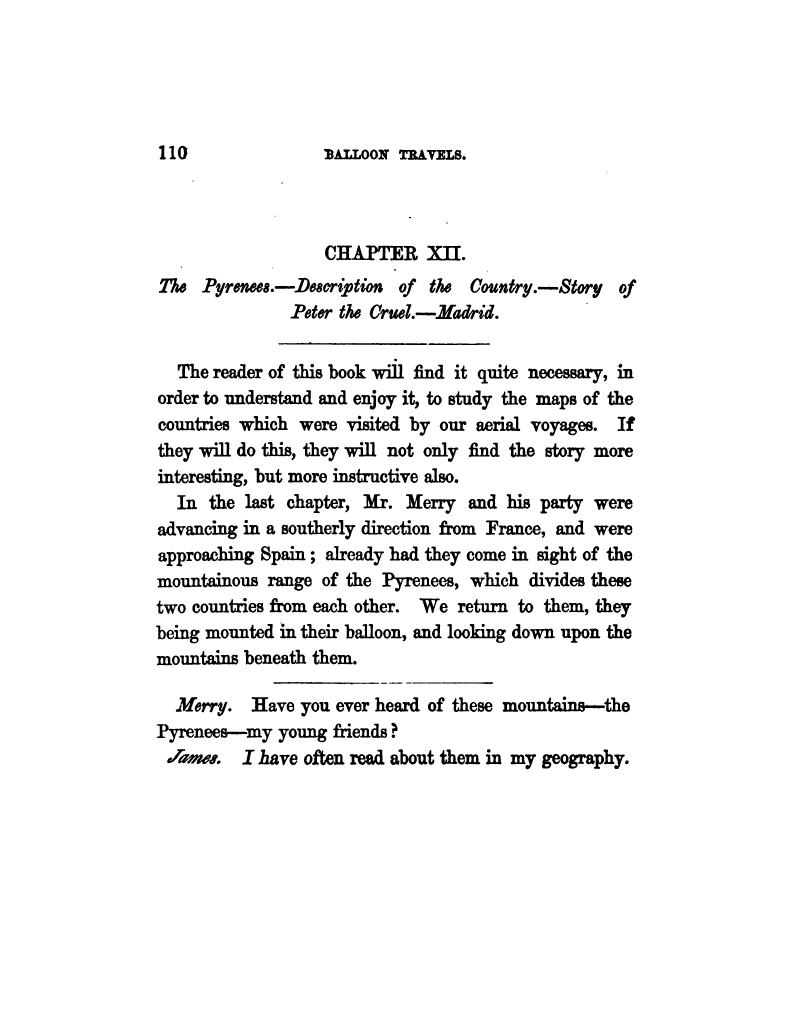 110 BALLOON TRAVELS.
CHAPTER XII.
The Pyrenees.—Description of the Country.—Story of
Peter the Cruel.—Madrid.
The reader of this book will find it quite necessary, in
order to understand and enjoy it, to study the maps of the
countries which were visited by our aerial voyages. If
they will do this, they will not only find the story more
interesting, but more instructive also.
In the last chapter, Mr. Merry and his party were
advancing in a southerly direction from France, and were
approaching Spain; already had they come in sight of the
mountainous range of the Pyrenees, which divides these
two countries from each other. We return to them, they
being mounted in their balloon, and looking down upon the
mountains beneath them.
Merry. Have you ever heard of these mountains—the
Pyrenees—my young friends?
James. I have often read about them in my geography.